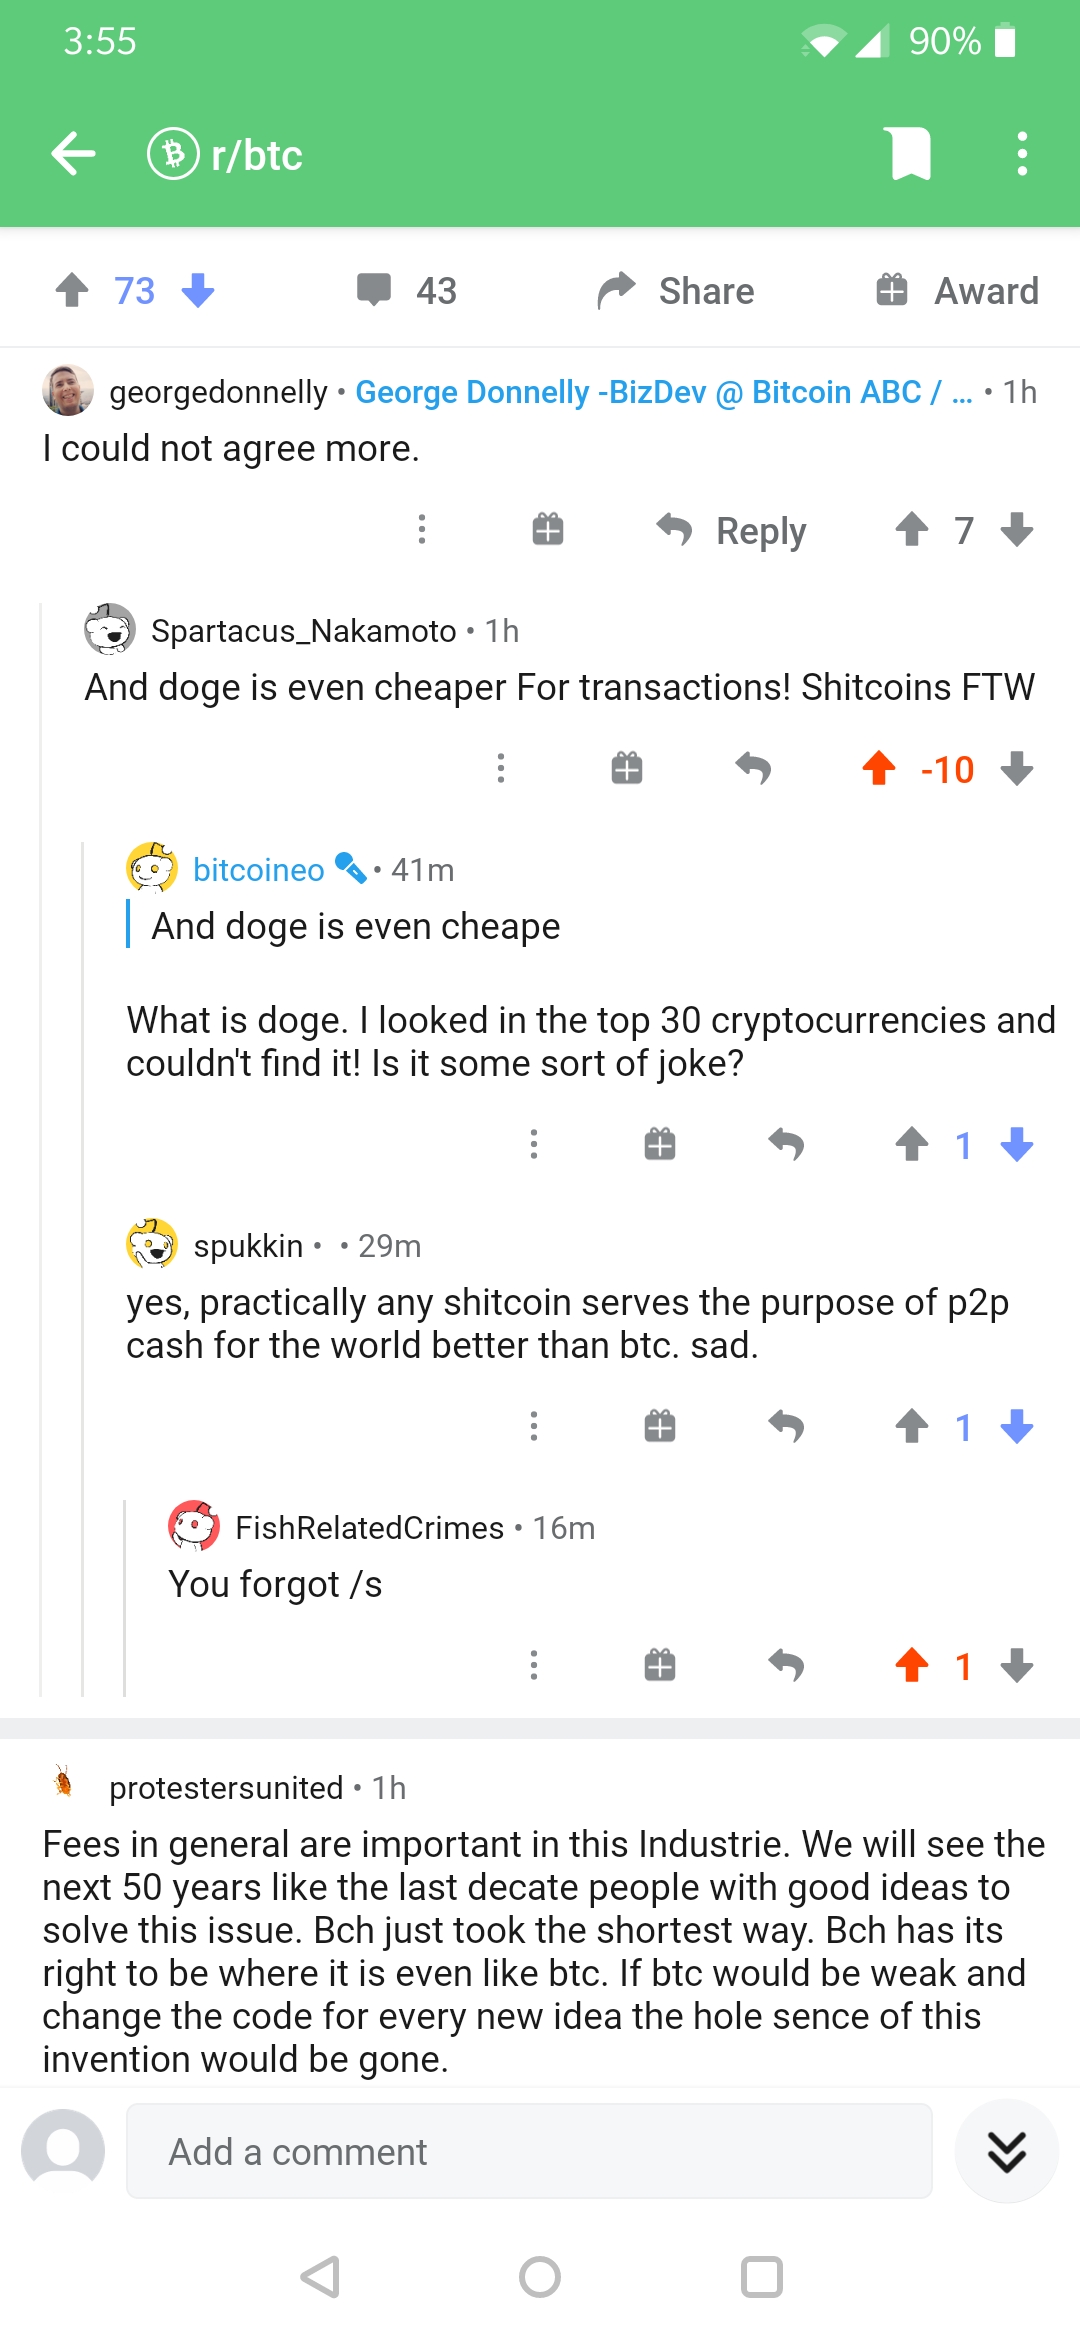 3:55
90%
r/btc
73
43
Share
Award
georgedonnelly • George Donnelly -BizDev @ Bitcoin ABC / ... • 1h
I could not agree more.
Reply
7
Spartacus_Nakamoto • 1h
And doge is even cheaper For transactions! Shitcoins FTW
-10
bitcoineo • 41m
And doge is even cheape
What is doge. I looked in the top 30 cryptocurrencies and
couldn't find it! Is it some sort of joke?
1
spukkin • • 29m
yes, practically any shitcoin serves the purpose of p2p
cash for the world better than btc. sad.
1
FishRelatedCrimes • 16m
You forgot /s
1
protestersunited • 1h
Fees in general are important in this Industrie. We will see the
next 50 years like the last decate people with good ideas to
solve this issue. Bch just took the shortest way. Bch has its
right to be where it is even like btc. If btc would be weak and
change the code for every new idea the hole sence of this
invention would be gone.
Add a comment